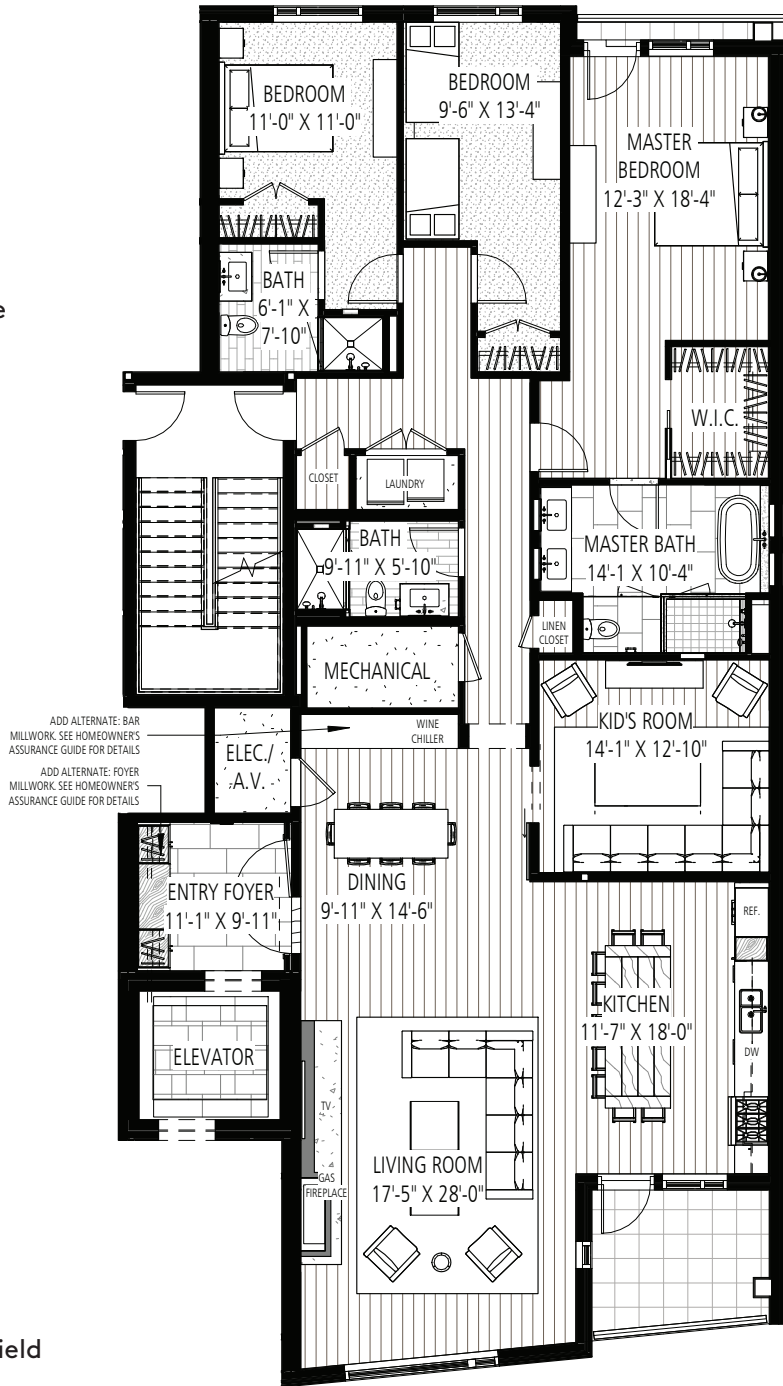 BEDROOM
11'-0" X 11'-0"
BEDROOM
9'-6" X 13'-4"
MASTER
BEDROOM
12'-3" X 18'-4"
BATH
6'-1" X
7'-10"
e
W.I.C.
CLOSET
LAUNDRY
BATH
9'-11" X 5'-10"
MASTER BATH
14'-1 X 10'-4"
LINEN
CLOSET
MECHANICAL
WINE
CHILLER
KID'S ROOM
14'-1" X 12'-10"
ADD ALTERNATE: BAR
MILLWORK. SEE HOMEOWNER'S
ASSURANCE GUIDE FOR DETAILS
ELEC./
A.V.
ADD ALTERNATE: FOYER
MILLWORK. SEE HOMEOWNER'S
ASSURANCE GUIDE FOR DETAILS
DINING
9'-11" X 14'-6"
ENTRY FOYER
11'-1" X 9'-11"
REF.
KITCHEN
11'-7" X 18'-0"
DW
ELEVATOR
TV
GAS
FIREPLACE
LIVING ROOM
17'-5" X 28'-0"
ield